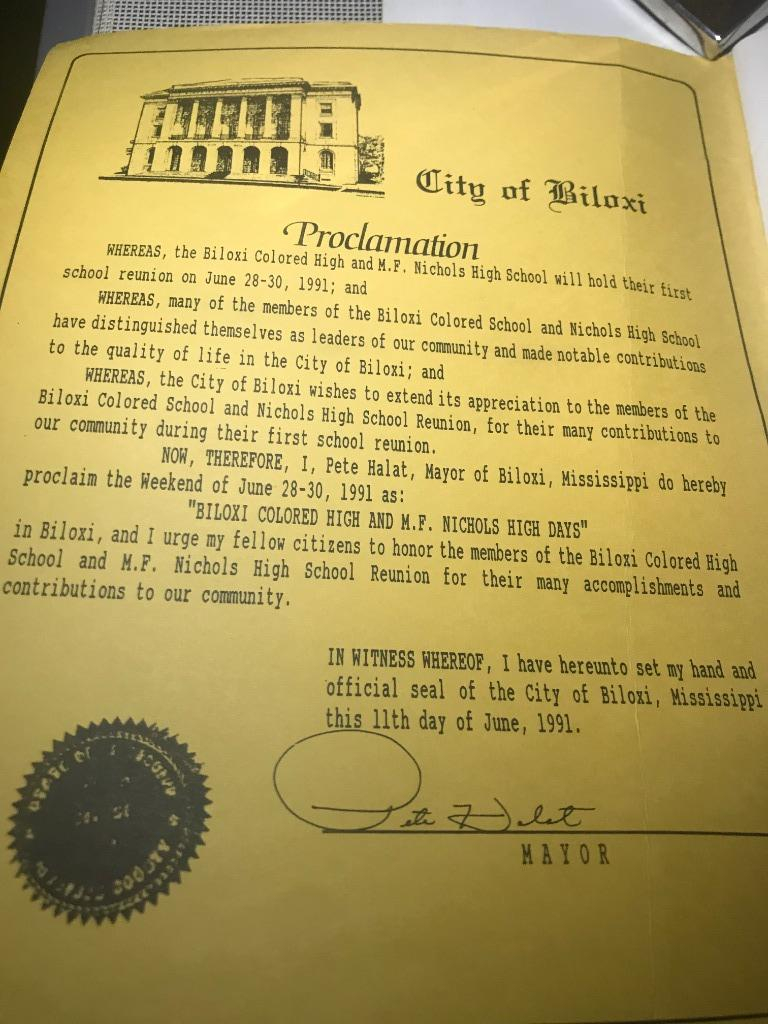 City of Biloxi
Proclamation
WHEREAS, the Biloxi Colored High and M.F. Nichols High School will hold their first
school reunion on June 28-30, 1991; and
WHEREAS, many of the members of the Biloxi Colored School and Nichols High School
have distinguished themselves as leaders of our community and made notable contributions
to the quality of life in the City of Biloxi; and
WHEREAS, the City of Biloxi wishes to extend its appreciation to the members of the
Biloxi Colored School and Nichols High School Reunion, for their many contributions to
our community during their first school reunion.
NOW, THEREFORE, I, Pete Halat, Mayor of Biloxi, Mississippi do hereby
proclaim the Weekend of June 28-30, 1991 as:
"BILOXI COLORED HIGH AND M.F. NICHOLS HIGH DAYS"
in Biloxi, and I urge my fellow citizens to honor the members of the Biloxi Colored High
School and M.F. Nichols High School Reunion for their many accomplishments and
contributions to our community.
IN WITNESS WHEREOF, I have hereunto set my hand and
official seal of the City of Biloxi, Mississippi
this 11th day of June, 1991.
Pete Halat
MAYOR